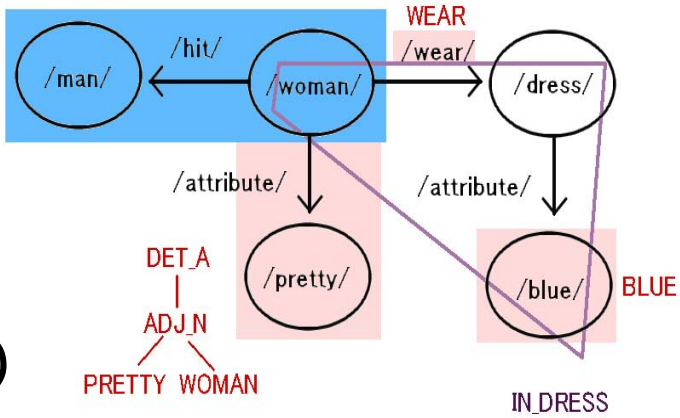 WEAR
/hit/
/wear/
/man/
/woman/
/dress/
/attribute/
/attribute/
/pretty/
/blue/
BLUE
DET_A
ADJ_N
PRETTY WOMAN
IN_DRESS
)